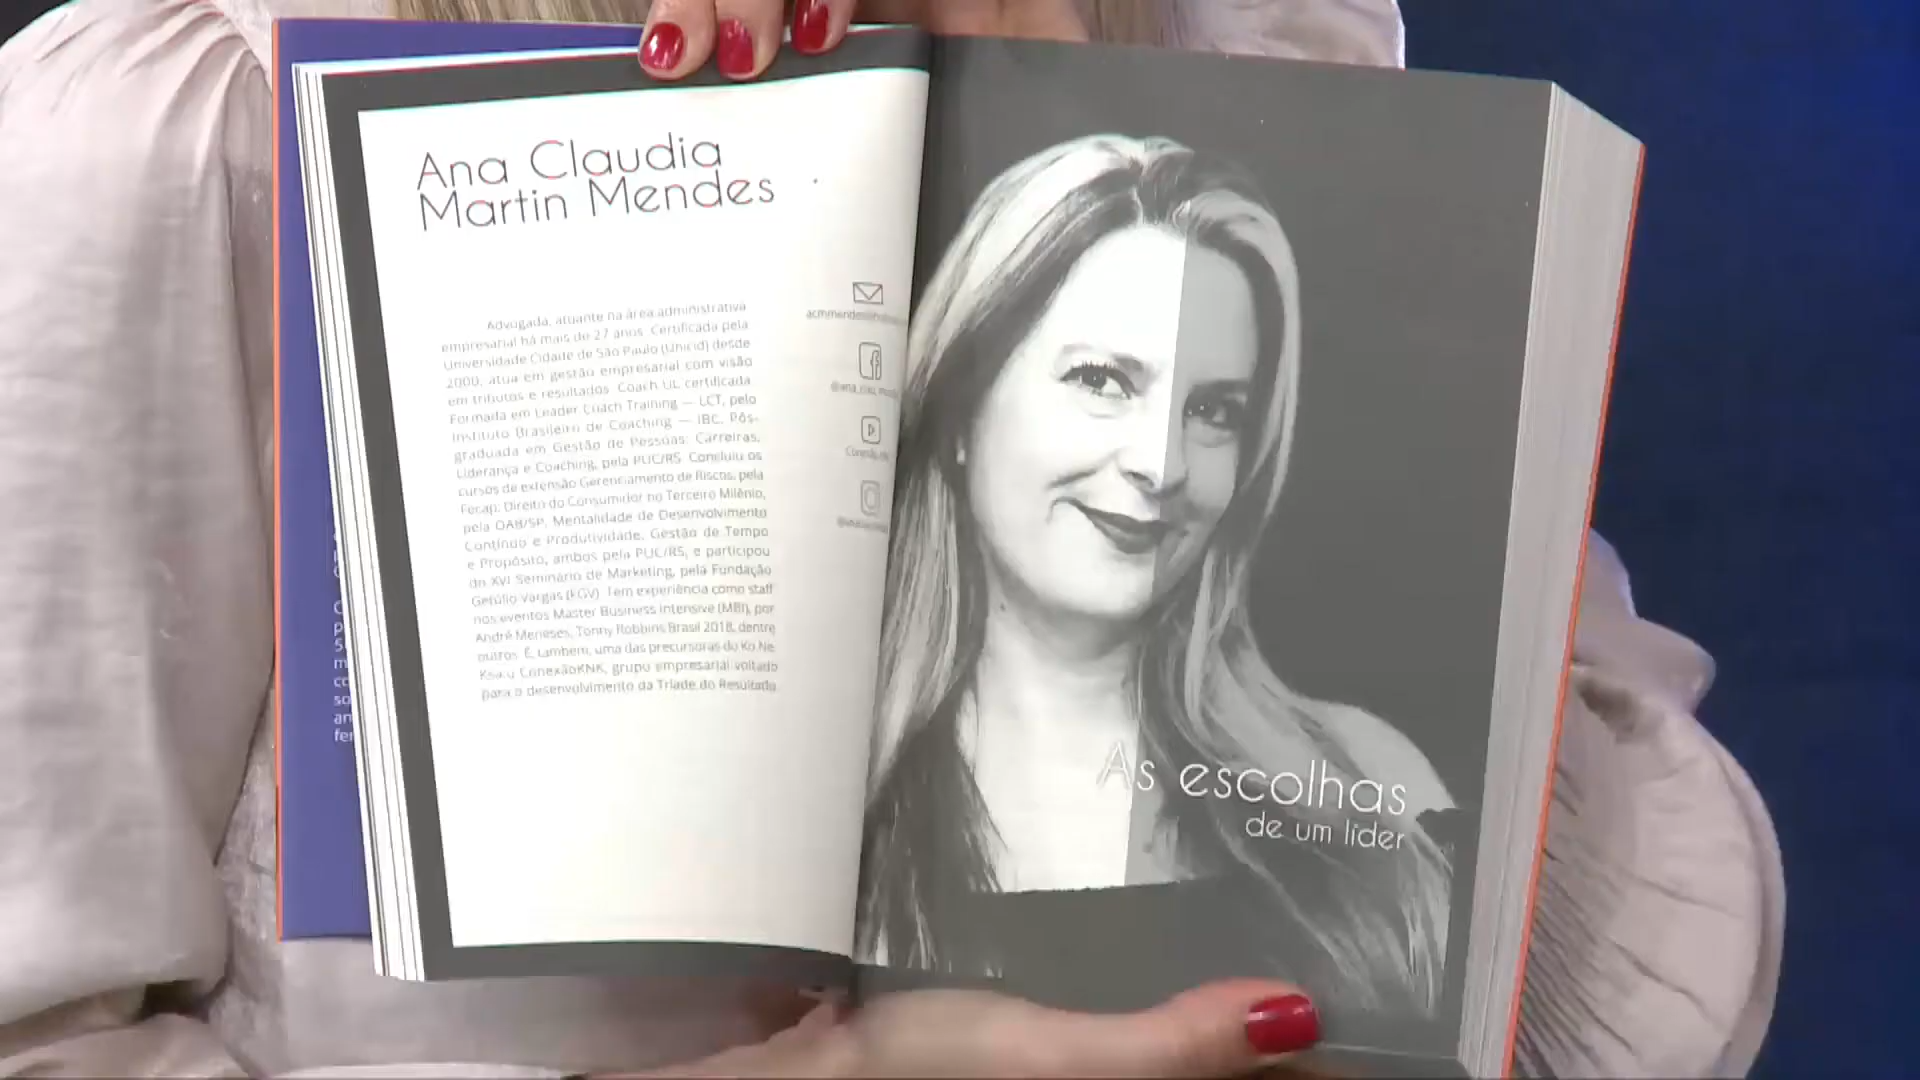 Ana Claudia
Martin Mendes
Advogada, atuante na área administrativa
empresarial há mais de 27 anos. Certificada pela
Universidade Cidade de São Paulo (Unicid) desde
2000, atua em gestão empresarial com visão
em tributos e resultados. Coach UL certificada.
Formada em Leader Coach Training — LCT, pelo
Instituto Brasileiro de Coaching — IBC. Pós-
graduada em Gestão de Pessoas: Carreiras,
Liderança e Coaching, pela PUC/RS. Concluiu os
cursos de extensão Gerenciamento de Riscos, pela
Fecap; Direito do Consumidor no Terceiro Milênio,
pela OAB/SP, Mentalidade de Desenvolvimento
Contínuo e Produtividade, Gestão de Tempo
e Propósito, ambos pela PUC/RS, e participou
do XVI Seminário de Marketing, pela Fundação
Getúlio Vargas (FGV). Tem experiência como staff
nos eventos Master Business Intensive (MBI), por
André Meneses, Tonny Robbins Brasil 2018, dentre
outros. É, também, uma das precursoras do Ko Ne
ConexãoKNK, grupo empresarial voltado
para o desenvolvimento da Tríade do Resultado.
As escolhas
de um líder